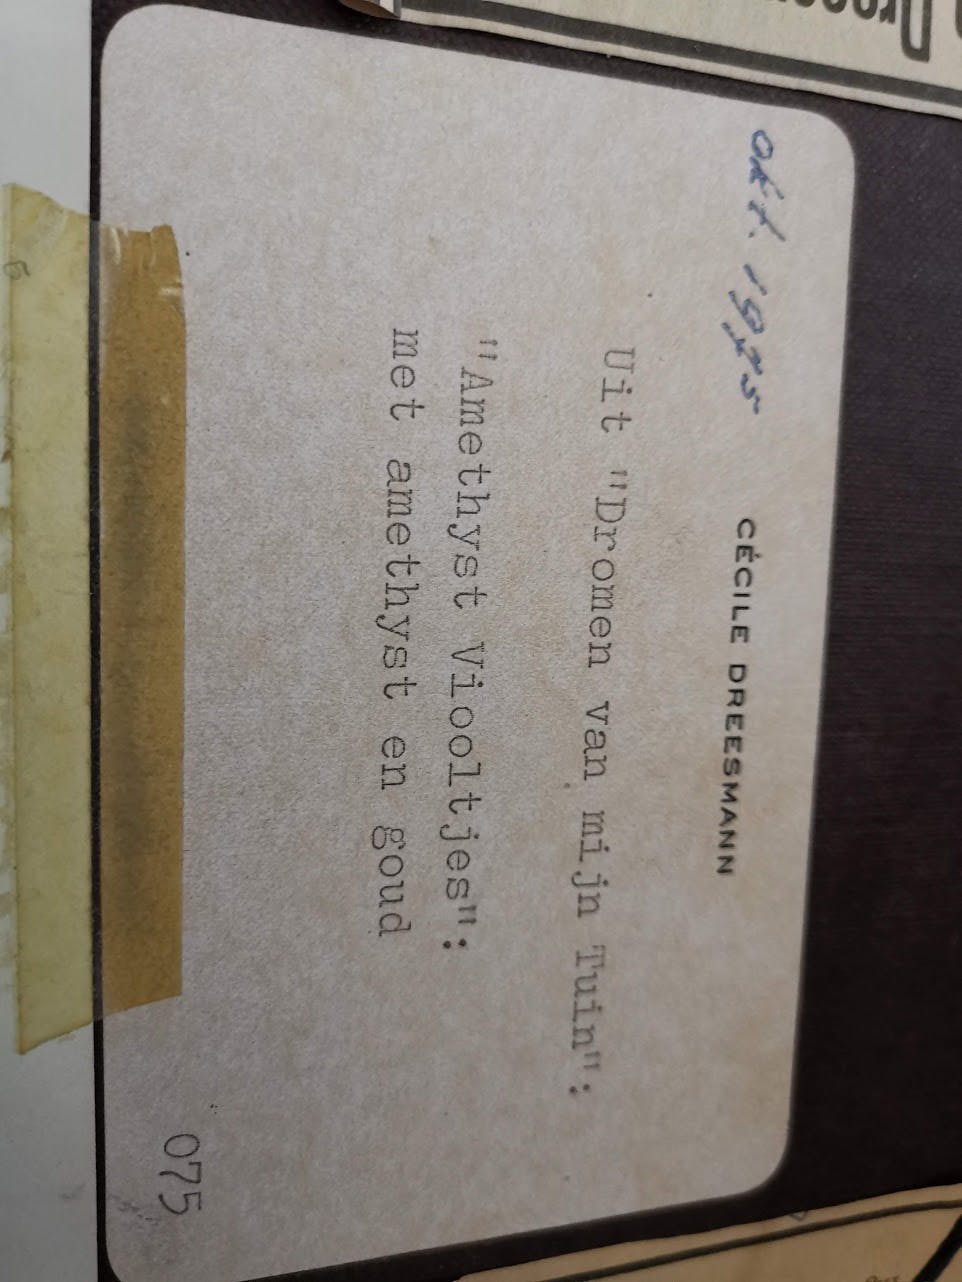 okt. 1975
CÉCILE DREESMANN
Uit "Dromen van mijn Tuin":
"Amethyst Viooltjes":
met amethyst en goud
075